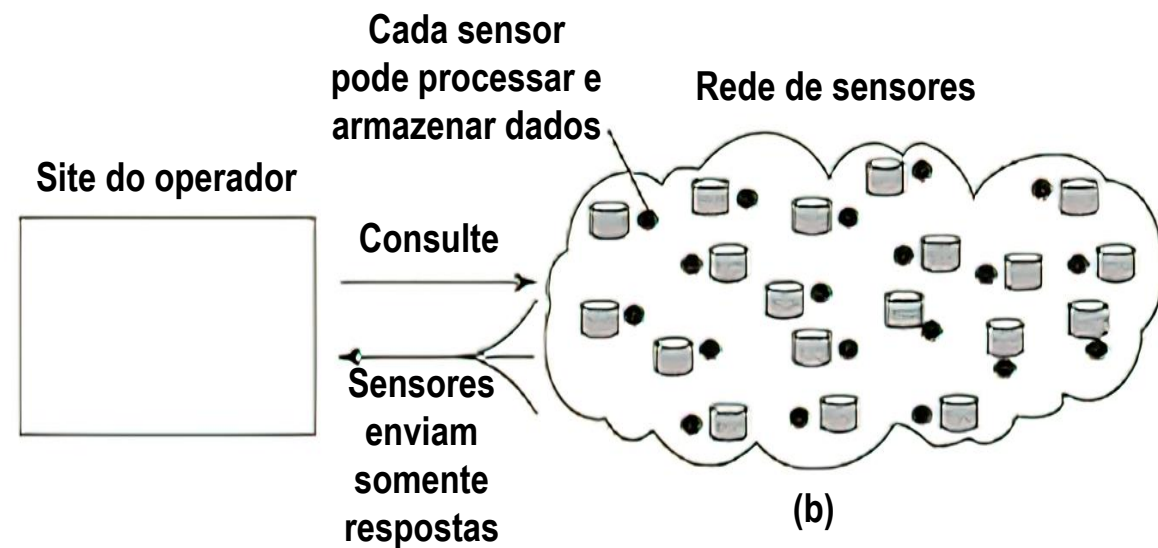 Cada sensor
pode processar e
armazenar dados
Rede de sensores
Site do operador
Consulte
Sensores
enviam
somente
respostas
(b)